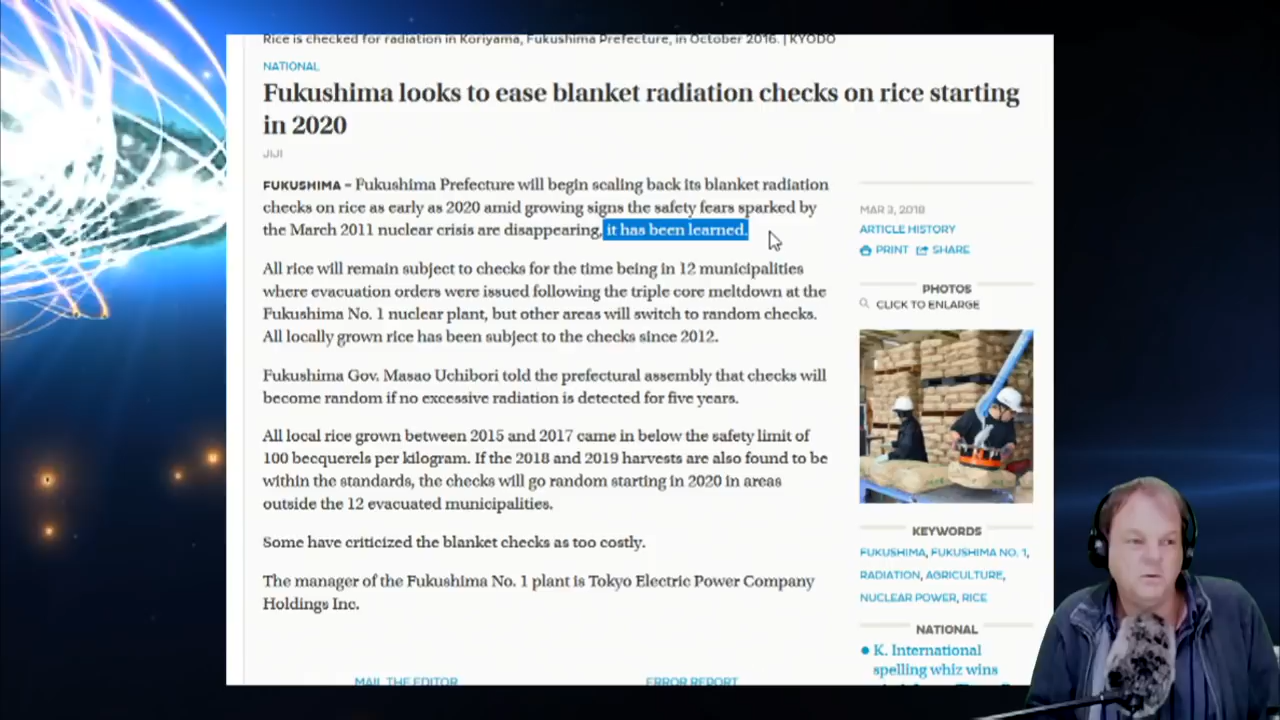 Rice is checked for radiation in Koriyama, Fukushima Prefecture, in October 2016. | KYODO
NATIONAL
Fukushima looks to ease blanket radiation checks on rice starting
in 2020
JIJI
FUKUSHIMA – Fukushima Prefecture will begin scaling back its blanket radiation
checks on rice as early as 2020 amid growing signs the safety fears sparked by
the March 2011 nuclear crisis are disappearing, it has been learned.
All rice will remain subject to checks for the time being in 12 municipalities
where evacuation orders were issued following the triple core meltdown at the
Fukushima No. 1 nuclear plant, but other areas will switch to random checks.
All locally grown rice has been subject to the checks since 2012.
Fukushima Gov. Masao Uchibori told the prefectural assembly that checks will
become random if no excessive radiation is detected for five years.
All local rice grown between 2015 and 2017 came in below the safety limit of
100 becquerels per kilogram. If the 2018 and 2019 harvests are also found to be
within the standards, the checks will go random starting in 2020 in areas
outside the 12 evacuated municipalities.
Some have criticized the blanket checks as too costly.
The manager of the Fukushima No. 1 plant is Tokyo Electric Power Company
Holdings Inc.
MAIL THE EDITOR
ERROR REPORT
MAR 3, 2018
ARTICLE HISTORY
PRINT SHARE
PHOTOS
CLICK TO ENLARGE
KEYWORDS
FUKUSHIMA, FUKUSHIMA NO. 1,
RADIATION, AGRICULTURE,
NUCLEAR POWER, RICE
NATIONAL
K. International
spelling whiz wins